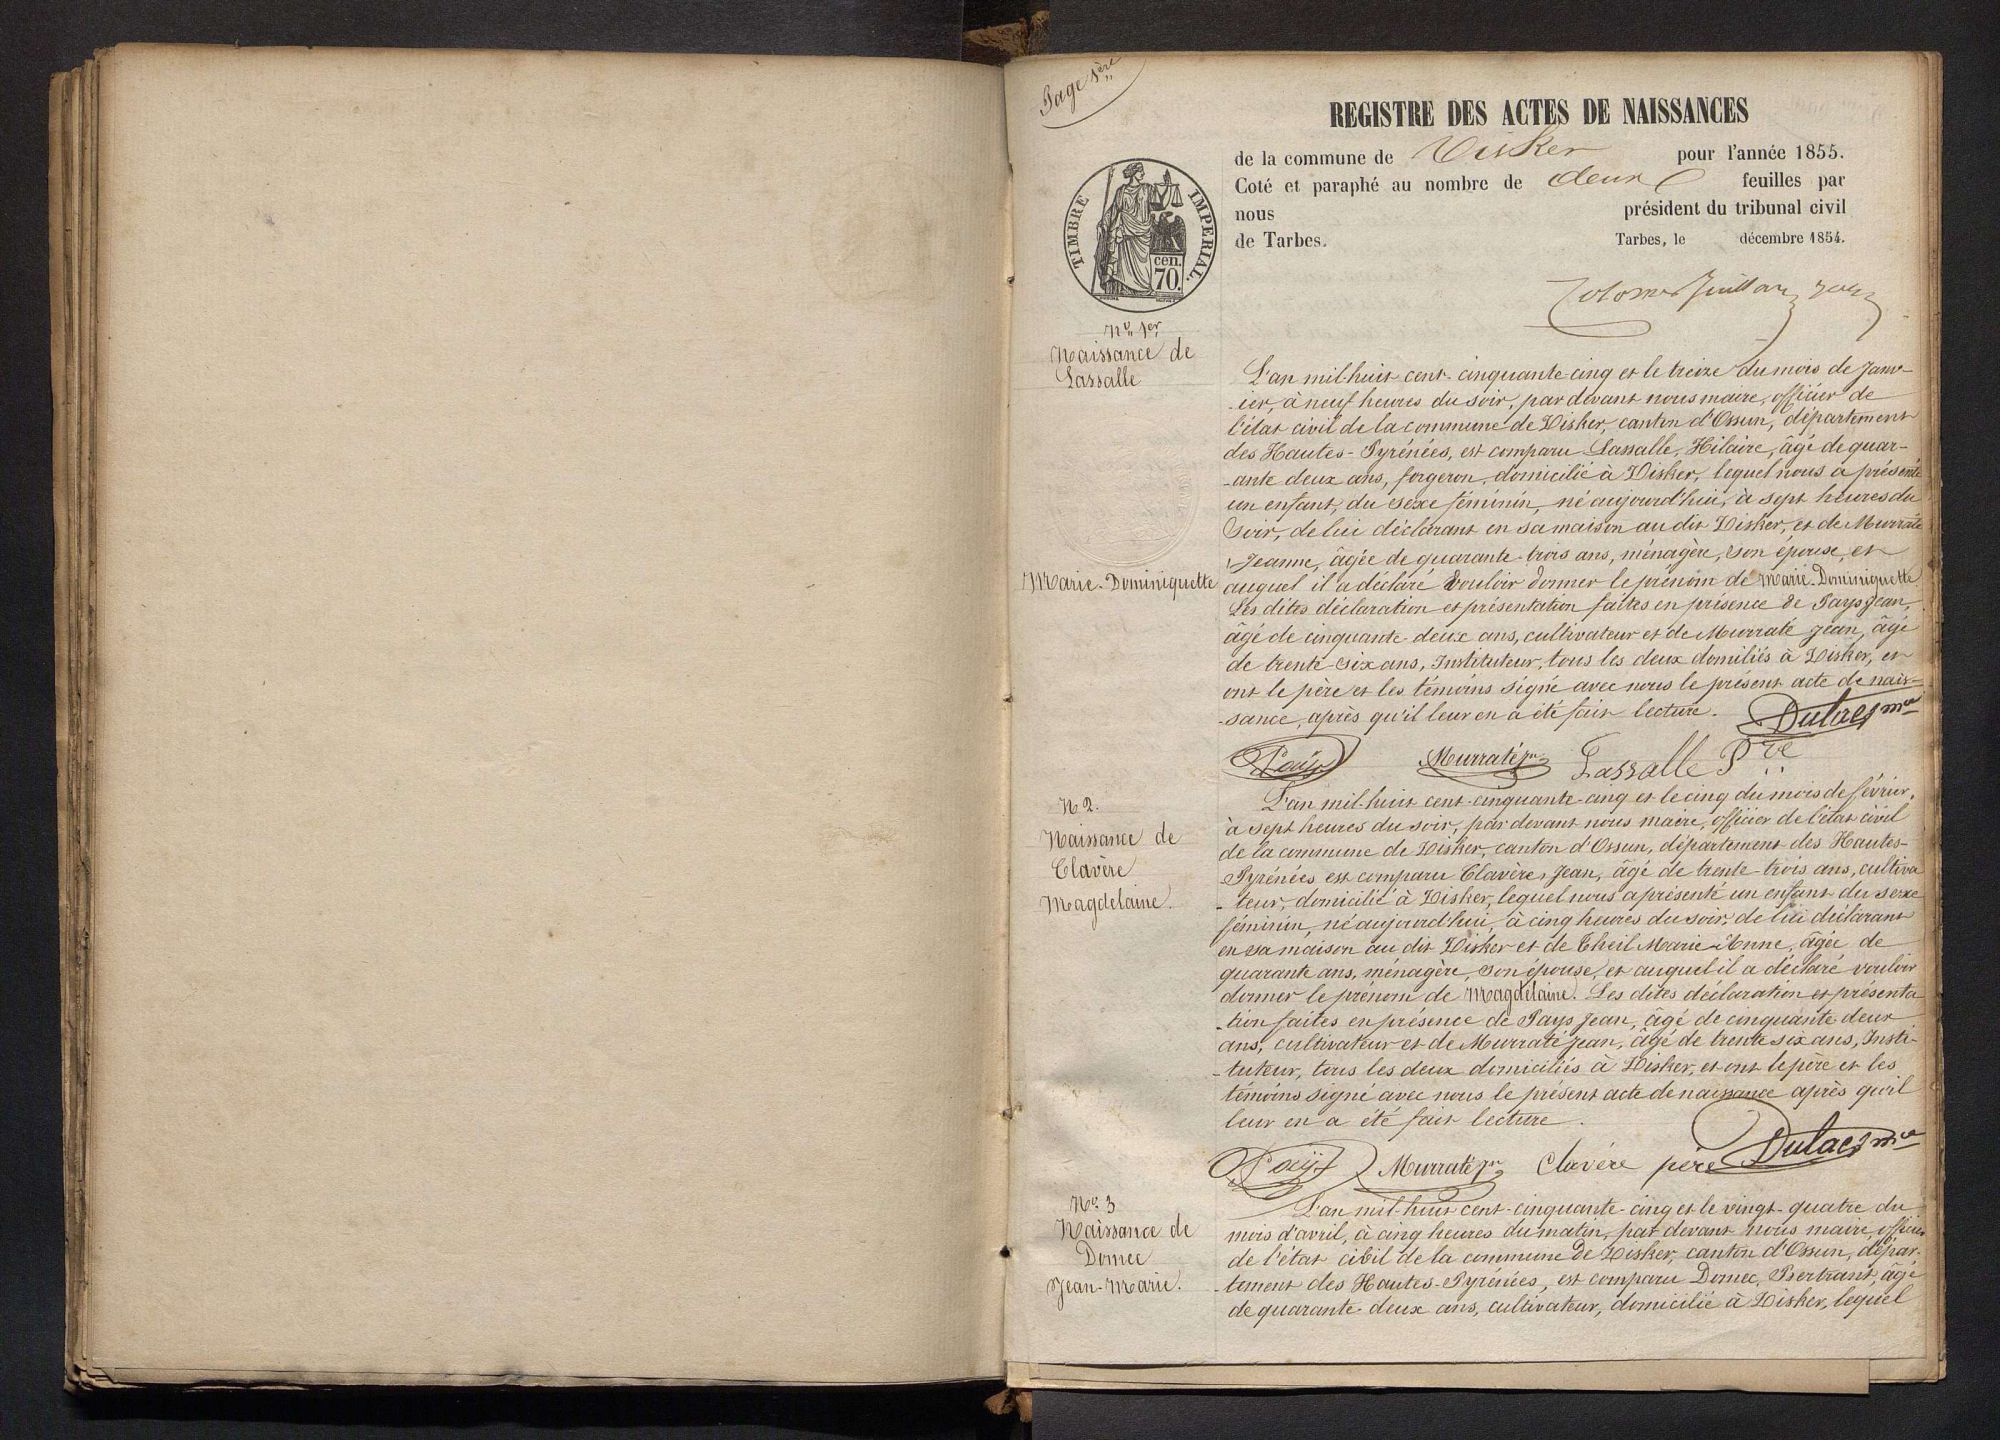 Page 1ère
REGISTRE DES ACTES DE NAISSANCES
de la commune de Visker pour l'année 1855.
Coté et paraphé au nombre de deux feuilles par
nous président du tribunal civil
de Tarbes. Tarbes, le décembre 1854.
TIMBRE IMPERIAL.
cen.
70.
No 1er
Naissance de
Lassalle
Marie-Dominiquette
L'an mil-huit cent-cinquante-cinq et le treize du mois de Janv-
-ier, à neuf heures du soir, par devant nous maire, officier de
l'état civil de la commune de Visker, canton d'Ossun, département
des Hautes-Pyrénées, est comparu Lassalle, Hilaire, âgé de quar-
-ante deux ans, forgeron, domicilié à Visker, lequel nous a présenté
un enfant, du sexe féminin, né aujourd'hui, à sept heures du
soir, de lui déclarant en sa maison au dit Visker, et de Murraté
Jeanne, âgée de quarante-trois ans, ménagère, son épouse, et
auquel il a déclaré vouloir donner le prénom de Marie-Dominiquette
Les dites déclaration et présentation faites en présence de Pays Jean,
âgé de cinquante-deux ans, cultivateur et de Murraté Jean, âgé
de trente-six ans, Instituteur, tous les deux domiliés à Visker, et
ont le père et les témoins signé avec nous le présent acte de nais-
-sance, après qu'il leur en a été fait lecture. Dulac, mre
Pays Murraté jn Lassalle Pre
N 2.
Naissance de
Clavère
Magdelaine.
L'an mil-huit cent-cinquante-cinq et le cinq du mois de février,
à sept heures du soir, par devant nous maire, officier de l'état civil
de la commune de Visker, canton d'Ossun, département des Hautes-
Pyrénées est comparu Clavère, Jean, âgé de trente-trois ans, cultiva
-teur, domicilié à Visker, lequel nous a présenté un enfant du sexe
féminin, né aujourd'hui, à cinq heures du soir, de lui déclarant
en sa maison au dit Visker et de Theil Marie-Anne, âgée de
quarante ans, ménagère, son épouse, et auquel il a déclaré vouloir
donner le prénom de Magdelaine. Les dites déclaration et présenta
-tion faites en présence de Pays Jean, âgé de cinquante-deux
ans, cultivateur et de Murraté Jean, âgé de trente six ans, Insti-
-tuteur, tous les deux domiciliés à Visker, et ont le père et les
témoins signé avec nous le présent acte de naissance après qu'il
leur en a été fait lecture.
Pays Murraté jn Clavère père Dulac mre
No 3
Naissance de
Domec
Jean-Marie.
L'an mil-huit cent-cinquante-cinq et le vingt-quatre du
mois d'avril, à cinq heures du matin, par devant nous maire, officier
de l'état cibil de la commune de Visker, canton d'Ossun, dépar-
-tement des Hautes-Pyrénées, est comparu Domec, Bertrant, âgé
de quarante-deux ans, cultivateur, domicilié à Visker, lequel